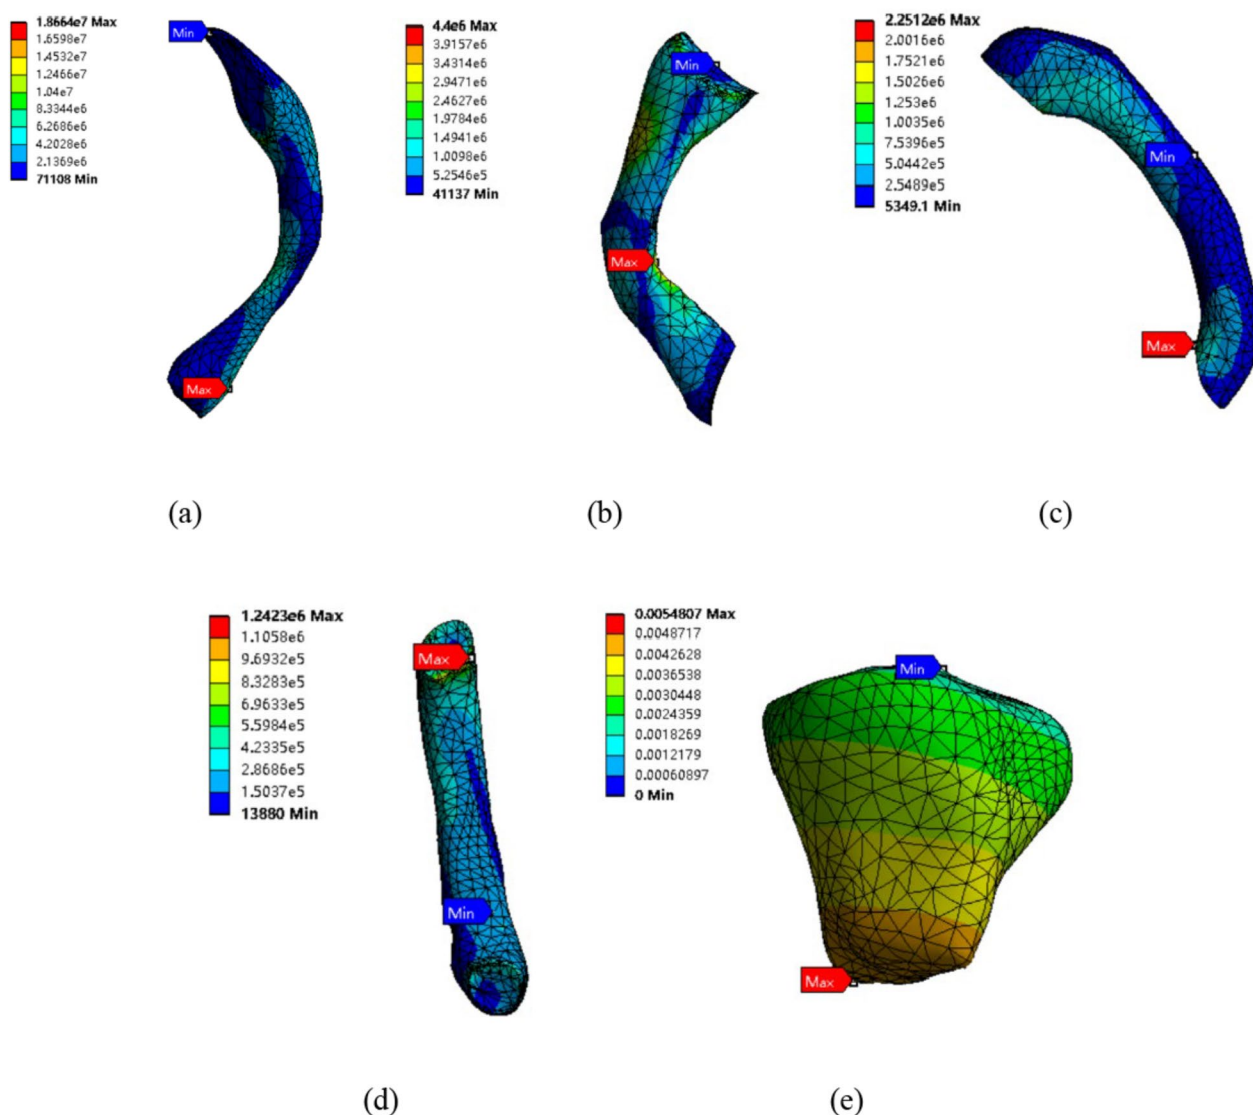 1.8664e7 Max
1.6598e7
1.4532e7
1.2466e7
1.04e7
8.3344e6
6.2686e6
4.2028e6
2.1369e6
71108 Min
Min
Max
4.4e6 Max
3.9157e6
3.4314e6
2.9471e6
2.4627e6
1.9784e6
1.4941e6
1.0098e6
5.2546e5
41137 Min
Min
Max
2.2512e6 Max
2.0016e6
1.7521e6
1.5026e6
1.253e6
1.0035e6
7.5396e5
5.0442e5
2.5489e5
5349.1 Min
Min
Max
(a)
(b)
(c)
1.2423e6 Max
1.1058e6
9.6932e5
8.3283e5
6.9633e5
5.5984e5
4.2335e5
2.8686e5
1.5037e5
13880 Min
Max
Min
0.0054807 Max
0.0048717
0.0042628
0.0036538
0.0030448
0.0024359
0.0018269
0.0012179
0.00060897
0 Min
Min
Max
(d)
(e)